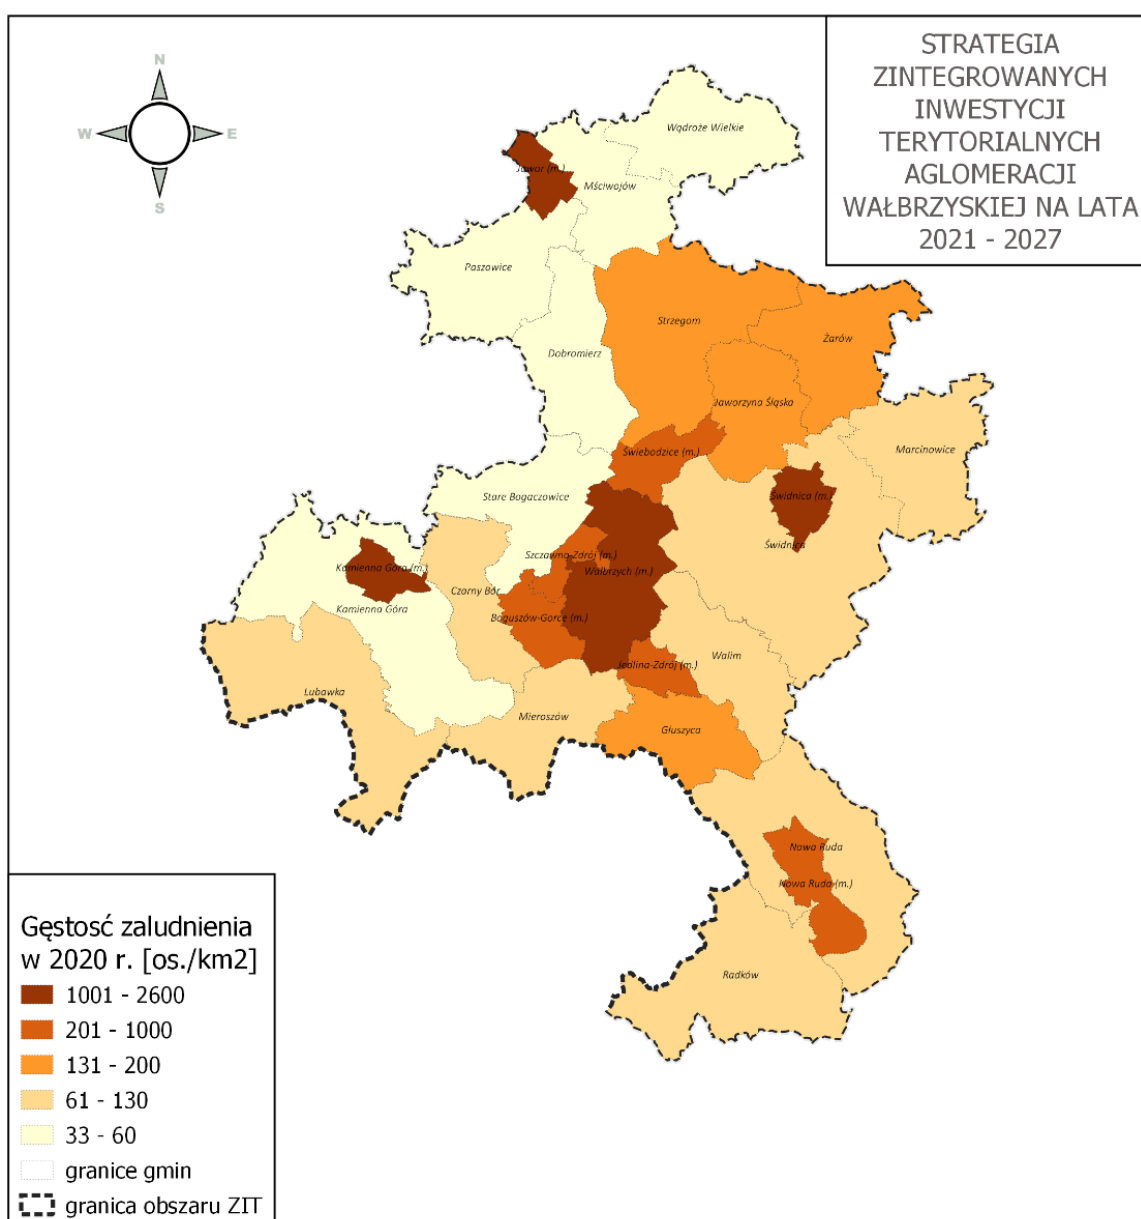 STRATEGIA
ZINTEGROWANYCH
INWESTYCJI
TERYTORIALNYCH
AGLOMERACJI
WAŁBRZYSKIEJ NA LATA
2021 - 2027
N
W
E
S
Wądroże Wielkie
Jawor (m.)
Mściwojów
Paszowice
Strzegom
Żarów
Dobromierz
Jaworzyna Śląska
Świebodzice (m.)
Marcinowice
Stare Bogaczowice
Świdnica (m.)
Świdnica
Szczawno-Zdrój (m.)
Kamienna Góra (m.)
Wałbrzych (m.)
Czarny Bór
Kamienna Góra
Boguszów-Gorce (m.)
Walim
Jedlina-Zdrój (m.)
Lubawka
Mieroszów
Głuszyca
Nowa Ruda
Nowa Ruda (m.)
Radków
Gęstosć zaludnienia
w 2020 r. [os./km2]
1001 - 2600
201 - 1000
131 - 200
61 - 130
33 - 60
granice gmin
granica obszaru ZIT